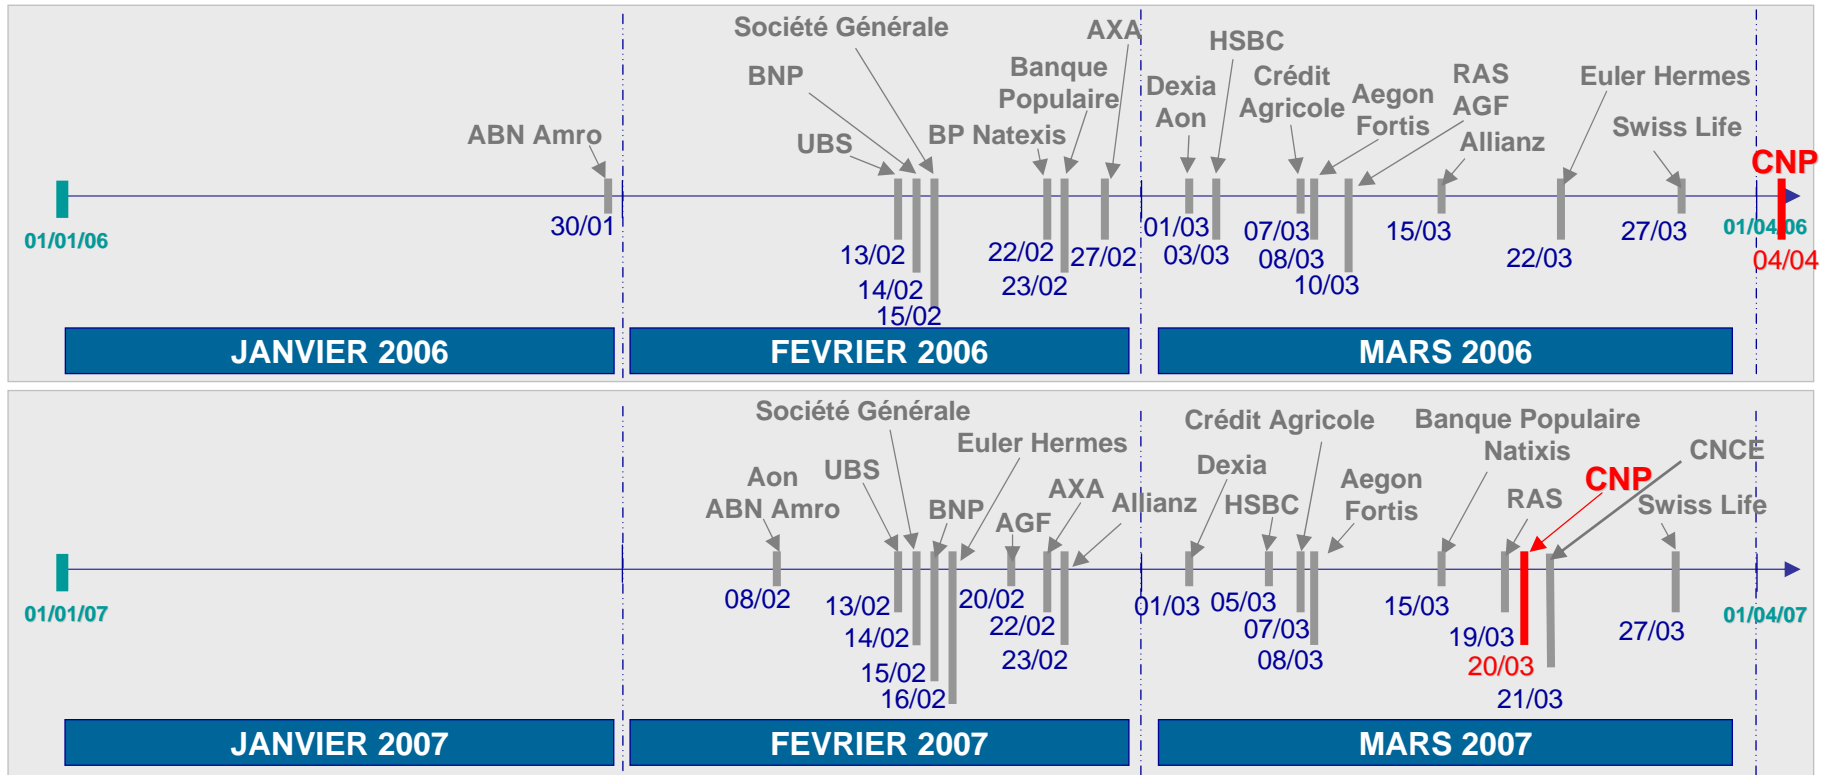 Société Générale
AXA
HSBC
BNP
Banque
Populaire
Dexia
Aon
Crédit
Agricole
Aegon
Fortis
RAS
AGF
Euler Hermes
ABN Amro
UBS
BP Natexis
Allianz
Swiss Life
CNP
01/01/06
30/01
13/02
14/02
15/02
22/02
23/02
27/02
01/03
03/03
07/03
08/03
10/03
15/03
22/03
27/03
01/04/06
04/04
JANVIER 2006
FEVRIER 2006
MARS 2006
Société Générale
Euler Hermes
Crédit Agricole
Banque Populaire
Natixis
CNCE
Aon
ABN Amro
UBS
BNP
AGF
AXA
Allianz
Dexia
HSBC
Aegon
Fortis
RAS
CNP
Swiss Life
01/01/07
08/02
13/02
14/02
15/02
16/02
20/02
22/02
23/02
01/03
05/03
07/03
08/03
15/03
19/03
20/03
21/03
27/03
01/04/07
JANVIER 2007
FEVRIER 2007
MARS 2007